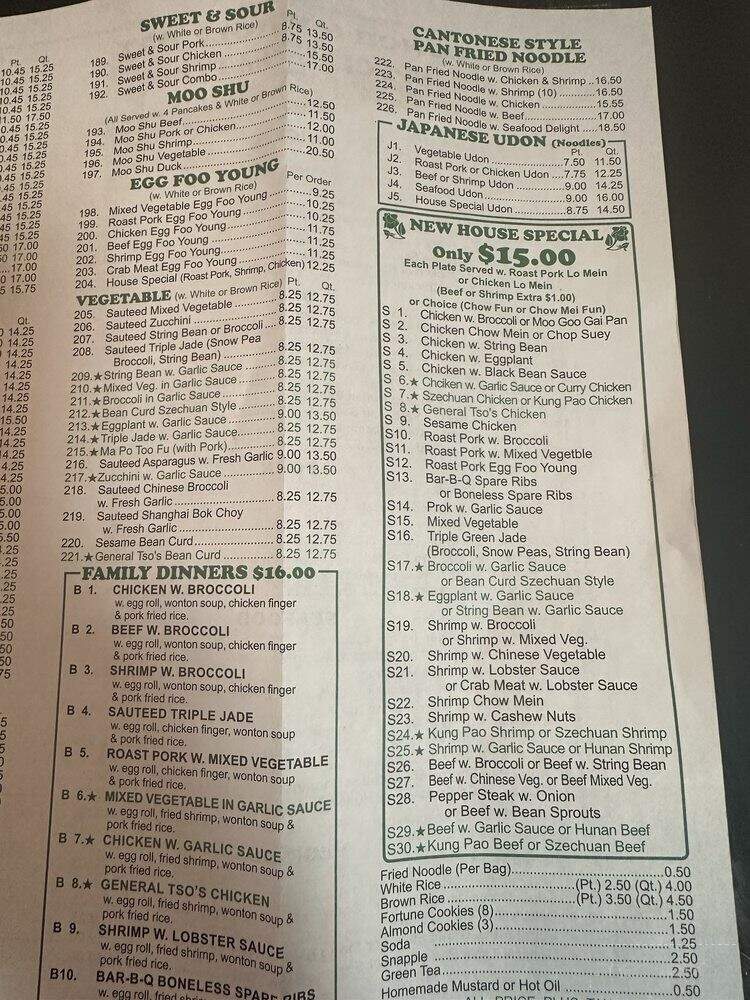 SWEET & SOUR
(w. White or Brown Rice) Pt. Qt.
189. Sweet & Sour Pork 8.75 13.50
190. Sweet & Sour Chicken 8.75 13.50
191. Sweet & Sour Shrimp 15.50
192. Sweet & Sour Combo 17.00
MOO SHU
(All Served w. 4 Pancakes & White or Brown Rice)
193. Moo Shu Beef 12.50
194. Moo Shu Pork or Chicken 11.50
195. Moo Shu Shrimp 12.00
196. Moo Shu Vegetable 11.00
197. Moo Shu Duck 20.50
EGG FOO YOUNG
(w. White or Brown Rice) Per Order
198. Mixed Vegetable Egg Foo Young 9.25
199. Roast Pork Egg Foo Young 10.25
200. Chicken Egg Foo Young 10.25
201. Beef Egg Foo Young 11.75
202. Shrimp Egg Foo Young 11.25
203. Crab Meat Egg Foo Young 11.25
204. House Special (Roast Pork, Shrimp, Chicken) 12.25
VEGETABLE (w. White or Brown Rice) Pt. Qt.
205. Sauteed Mixed Vegetable 8.25 12.75
206. Sauteed Zucchini 8.25 12.75
207. Sauteed String Bean or Broccoli 8.25 12.75
208. Sauteed Triple Jade (Snow Pea
Broccoli, String Bean) 8.25 12.75
209.★String Bean w. Garlic Sauce 8.25 12.75
210.★Mixed Veg. in Garlic Sauce 8.25 12.75
211.★Broccoli in Garlic Sauce 8.25 12.75
212.★Bean Curd Szechuan Style 8.25 12.75
213.★Eggplant w. Garlic Sauce 9.00 13.50
214.★Triple Jade w. Garlic Sauce 8.25 12.75
215.★Ma Po Too Fu (with Pork) 8.25 12.75
216. Sauteed Asparagus w. Fresh Garlic 9.00 13.50
217.★Zucchini w. Garlic Sauce 9.00 13.50
218. Sauteed Chinese Broccoli
w. Fresh Garlic 8.25 12.75
219. Sauteed Shanghai Bok Choy
w. Fresh Garlic 8.25 12.75
220. Sesame Bean Curd 8.25 12.75
221.★General Tso's Bean Curd 8.25 12.75
FAMILY DINNERS $16.00
B 1. CHICKEN W. BROCCOLI
w. egg roll, wonton soup, chicken finger
& pork fried rice.
B 2. BEEF W. BROCCOLI
w. egg roll, wonton soup, chicken finger
& pork fried rice.
B 3. SHRIMP W. BROCCOLI
w. egg roll, wonton soup, chicken finger
& pork fried rice.
B 4. SAUTEED TRIPLE JADE
w. egg roll, chicken finger, wonton soup
& pork fried rice.
B 5. ROAST PORK W. MIXED VEGETABLE
w. egg roll, chicken finger, wonton soup
& pork fried rice.
B 6.★ MIXED VEGETABLE IN GARLIC SAUCE
w. egg roll, fried shrimp, wonton soup &
pork fried rice.
B 7.★ CHICKEN W. GARLIC SAUCE
w. egg roll, fried shrimp, wonton soup &
pork fried rice.
B 8.★ GENERAL TSO'S CHICKEN
w. egg roll, fried shrimp, wonton soup &
pork fried rice.
B 9. SHRIMP W. LOBSTER SAUCE
w. egg roll, fried shrimp, wonton soup &
pork fried rice.
B10. BAR-B-Q BONELESS SPARE RIBS
w. egg roll, fried
CANTONESE STYLE
PAN FRIED NOODLE
(w. White or Brown Rice)
222. Pan Fried Noodle w. Chicken & Shrimp 16.50
223. Pan Fried Noodle w. Shrimp (10) 16.50
224. Pan Fried Noodle w. Chicken 15.55
225. Pan Fried Noodle w. Beef 17.00
226. Pan Fried Noodle w. Seafood Delight 18.50
JAPANESE UDON (Noodles)
Pt. Qt.
J1. Vegetable Udon 7.50 11.50
J2. Roast Pork or Chicken Udon 7.75 12.25
J3. Beef or Shrimp Udon 9.00 14.25
J4. Seafood Udon 9.00 16.00
J5. House Special Udon 8.75 14.50
NEW HOUSE SPECIAL
Only $15.00
Each Plate Served w. Roast Pork Lo Mein
or Chicken Lo Mein
(Beef or Shrimp Extra $1.00)
or Choice (Chow Fun or Chow Mei Fun)
S 1. Chicken w. Broccoli or Moo Goo Gai Pan
S 2. Chicken Chow Mein or Chop Suey
S 3. Chicken w. String Bean
S 4. Chicken w. Eggplant
S 5. Chicken w. Black Bean Sauce
S 6.★ Chciken w. Garlic Sauce or Curry Chicken
S 7.★ Szechuan Chicken or Kung Pao Chicken
S 8.★ General Tso's Chicken
S 9. Sesame Chicken
S10. Roast Pork w. Broccoli
S11. Roast Pork w. Mixed Vegetble
S12. Roast Pork Egg Foo Young
S13. Bar-B-Q Spare Ribs
or Boneless Spare Ribs
S14. Prok w. Garlic Sauce
S15. Mixed Vegetable
S16. Triple Green Jade
(Broccoli, Snow Peas, String Bean)
S17.★ Broccoli w. Garlic Sauce
or Bean Curd Szechuan Style
S18.★ Eggplant w. Garlic Sauce
or String Bean w. Garlic Sauce
S19. Shrimp w. Broccoli
or Shrimp w. Mixed Veg.
S20. Shrimp w. Chinese Vegetable
S21. Shrimp w. Lobster Sauce
or Crab Meat w. Lobster Sauce
S22. Shrimp Chow Mein
S23. Shrimp w. Cashew Nuts
S24.★ Kung Pao Shrimp or Szechuan Shrimp
S25.★ Shrimp w. Garlic Sauce or Hunan Shrimp
S26. Beef w. Broccoli or Beef w. String Bean
S27. Beef w. Chinese Veg. or Beef Mixed Veg.
S28. Pepper Steak w. Onion
or Beef w. Bean Sprouts
S29.★ Beef w. Garlic Sauce or Hunan Beef
S30.★ Kung Pao Beef or Szechuan Beef
Fried Noodle (Per Bag) 0.50
White Rice (Pt.) 2.50 (Qt.) 4.00
Brown Rice (Pt.) 3.50 (Qt.) 4.50
Fortune Cookies (8) 1.50
Almond Cookies (3) 1.50
Soda 1.25
Snapple 2.50
Green Tea 2.50
Homemade Mustard or Hot Oil 0.50